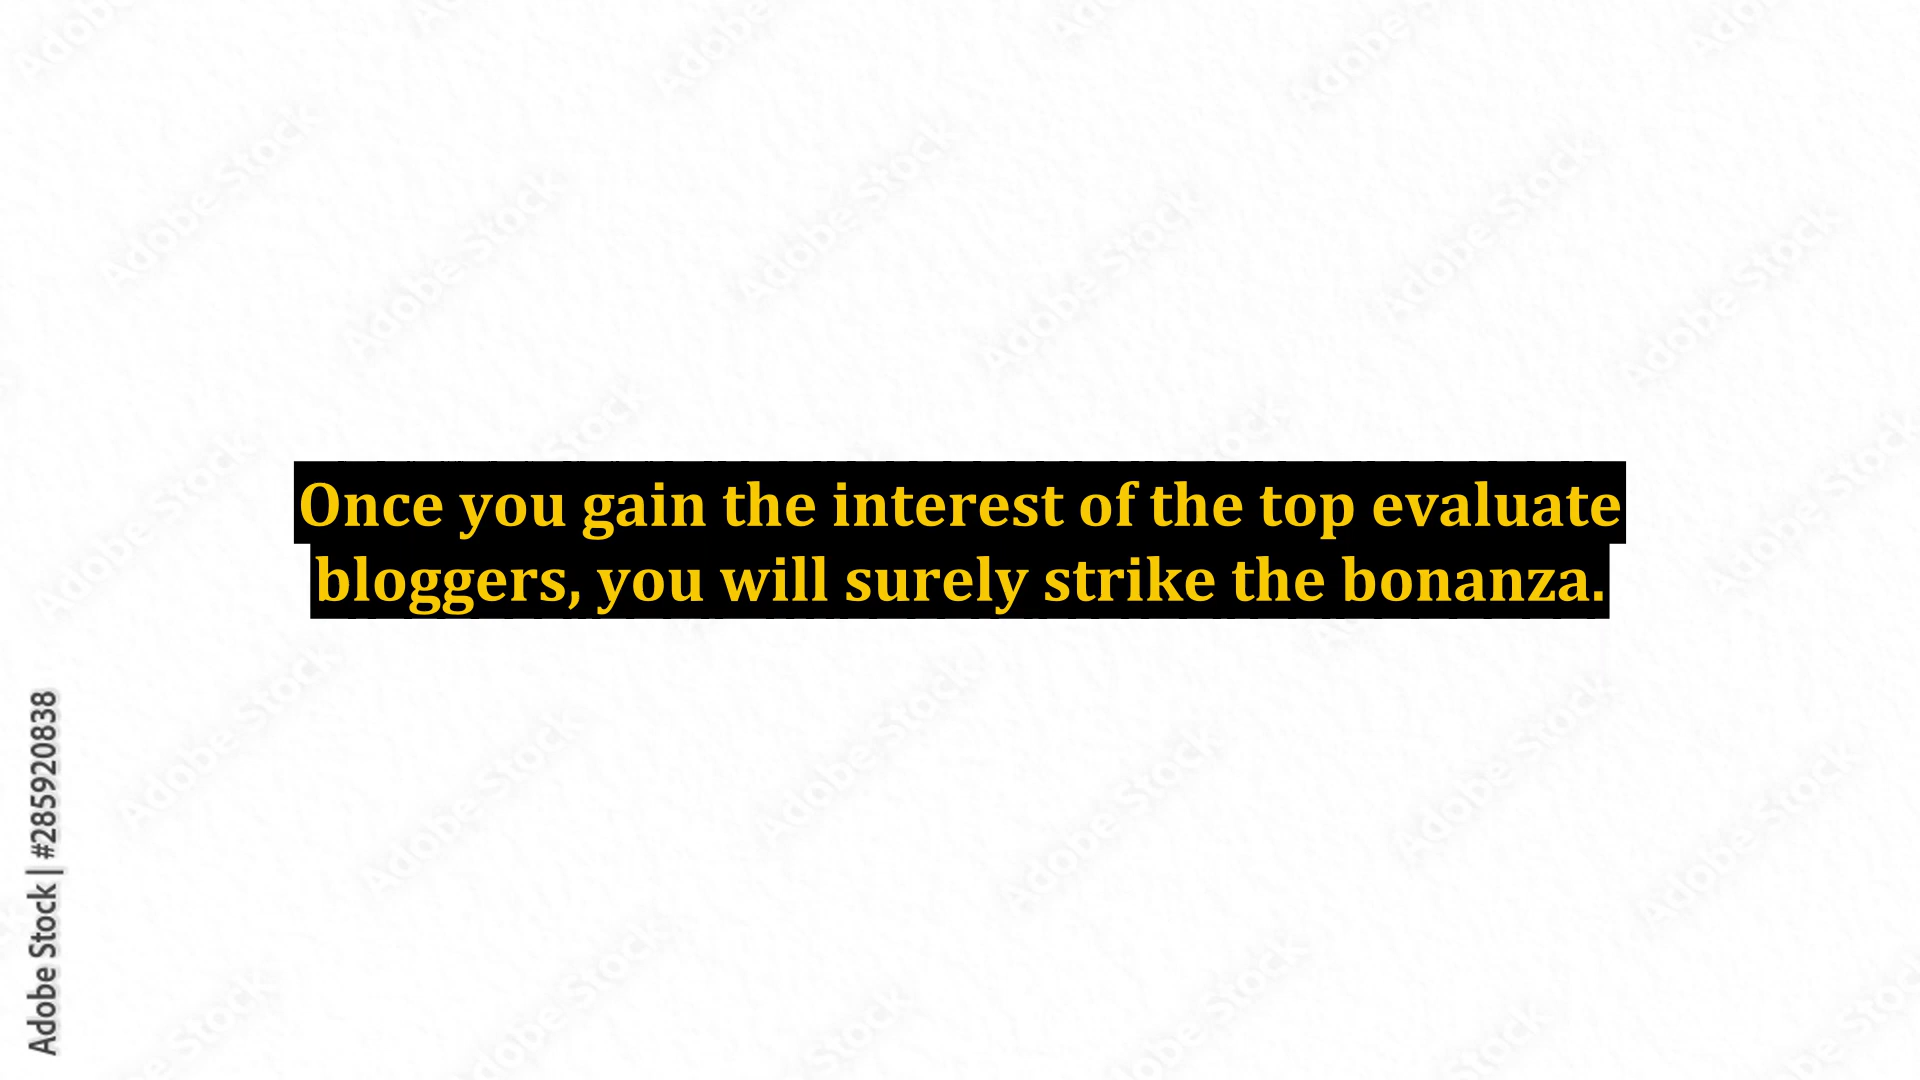 Once you gain the interest of the top evaluate
bloggers, you will surely strike the bonanza.
Adobe Stock | #285920838